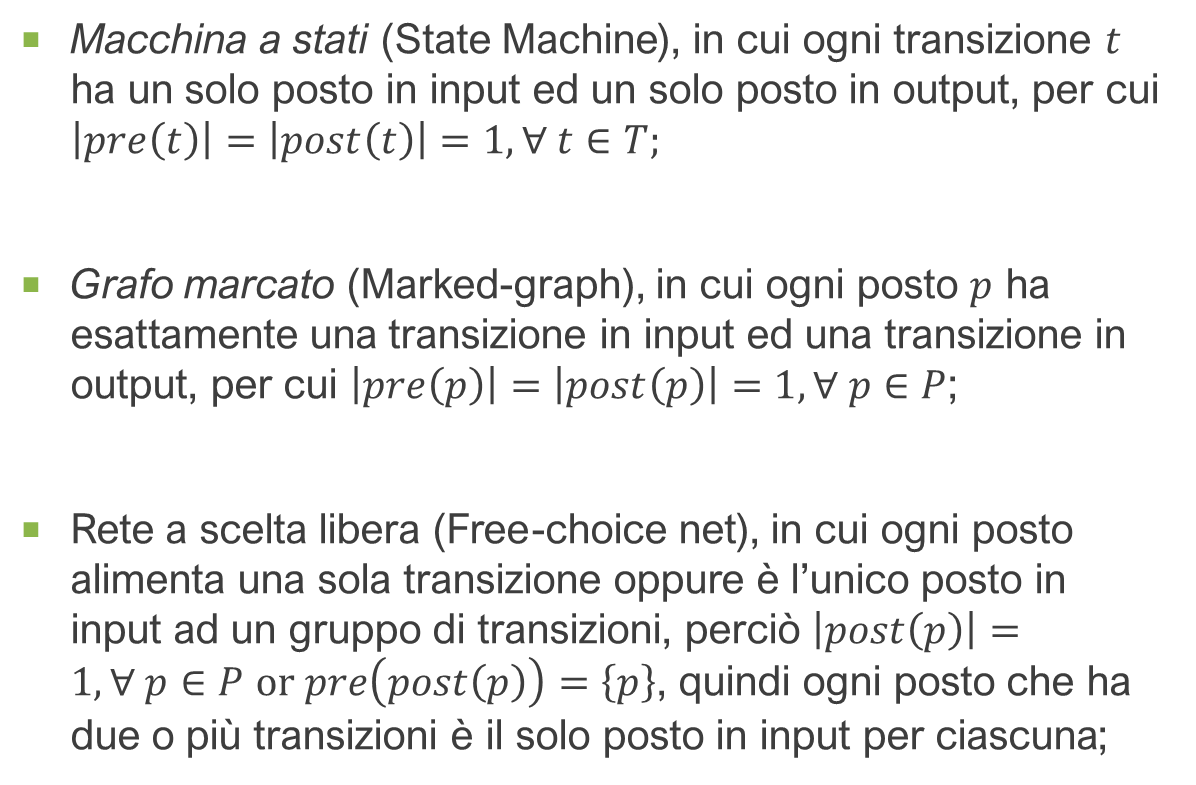 ▪ Macchina a stati (State Machine), in cui ogni transizione 𝑡
ha un solo posto in input ed un solo posto in output, per cui
|𝑝𝑟𝑒(𝑡)| = |𝑝𝑜𝑠𝑡(𝑡)| = 1, ∀ 𝑡 ∈ 𝑇;
▪ Grafo marcato (Marked-graph), in cui ogni posto 𝑝 ha
esattamente una transizione in input ed una transizione in
output, per cui |𝑝𝑟𝑒(𝑝)| = |𝑝𝑜𝑠𝑡(𝑝)| = 1, ∀ 𝑝 ∈ 𝑃;
▪ Rete a scelta libera (Free-choice net), in cui ogni posto
alimenta una sola transizione oppure è l’unico posto in
input ad un gruppo di transizioni, perciò |𝑝𝑜𝑠𝑡(𝑝)| =
1, ∀ 𝑝 ∈ 𝑃 or 𝑝𝑟𝑒(𝑝𝑜𝑠𝑡(𝑝)) = {𝑝}, quindi ogni posto che ha
due o più transizioni è il solo posto in input per ciascuna;